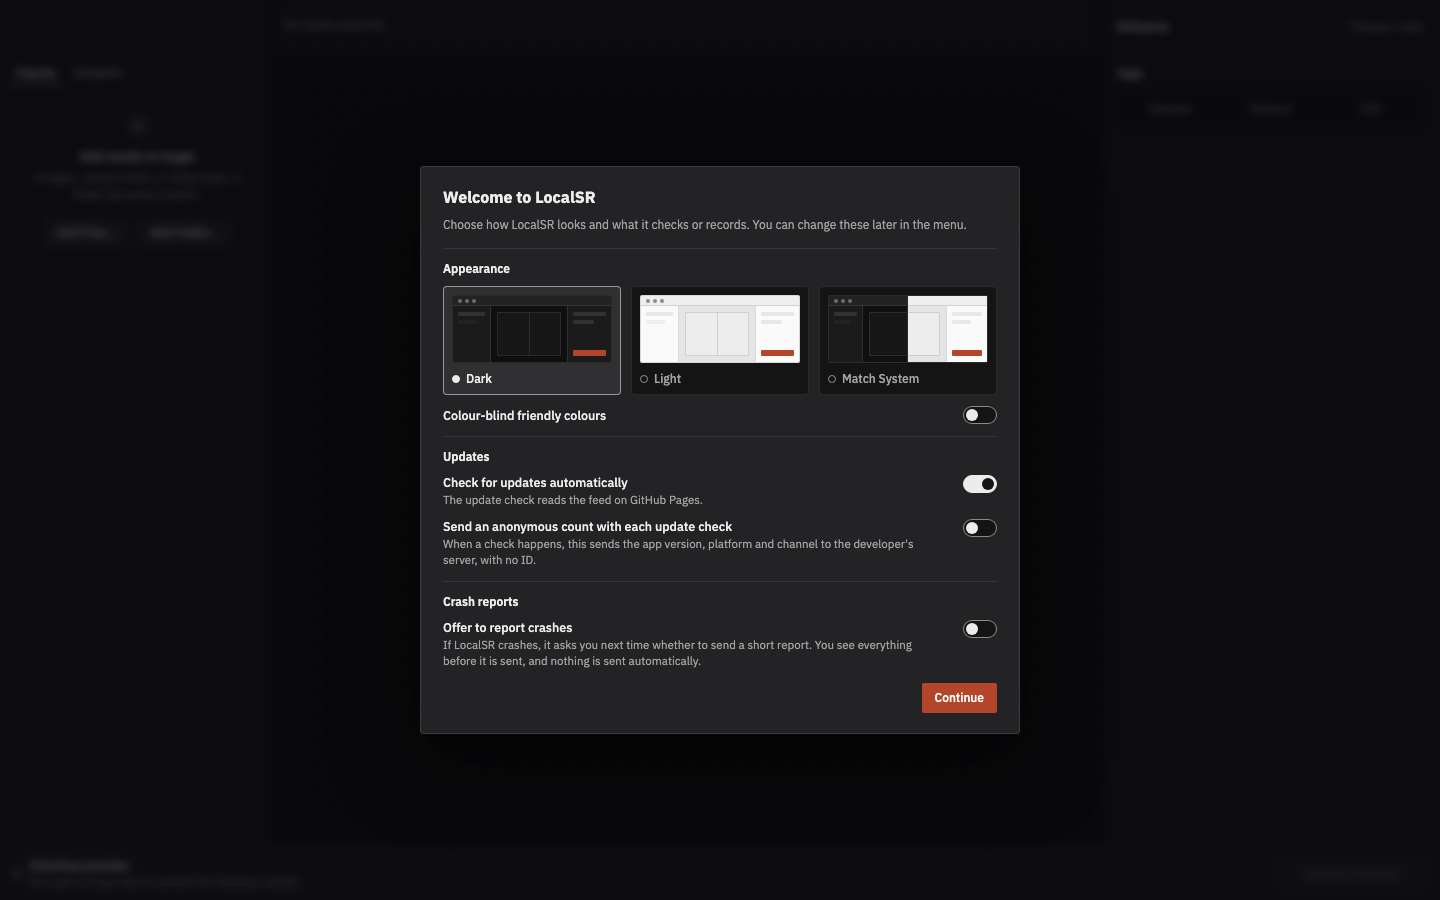 Welcome to LocalSR
Choose how LocalSR looks and what it checks or records. You can change these later in the menu.
Appearance
Dark
Light
Match System
Colour-blind friendly colours
Updates
Check for updates automatically
The update check reads the feed on GitHub Pages.
Send an anonymous count with each update check
When a check happens, this sends the app version, platform and channel to the developer's
server, with no ID.
Crash reports
Offer to report crashes
If LocalSR crashes, it asks you next time whether to send a short report. You see everything
before it is sent, and nothing is sent automatically.
Continue